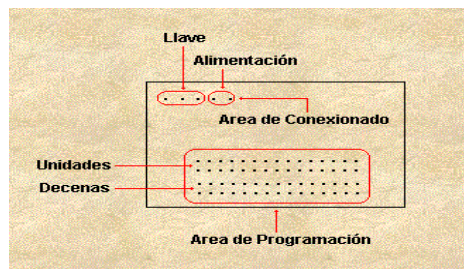 Llave
Alimentación
Area de Conexionado
Unidades
Decenas
Area de Programación